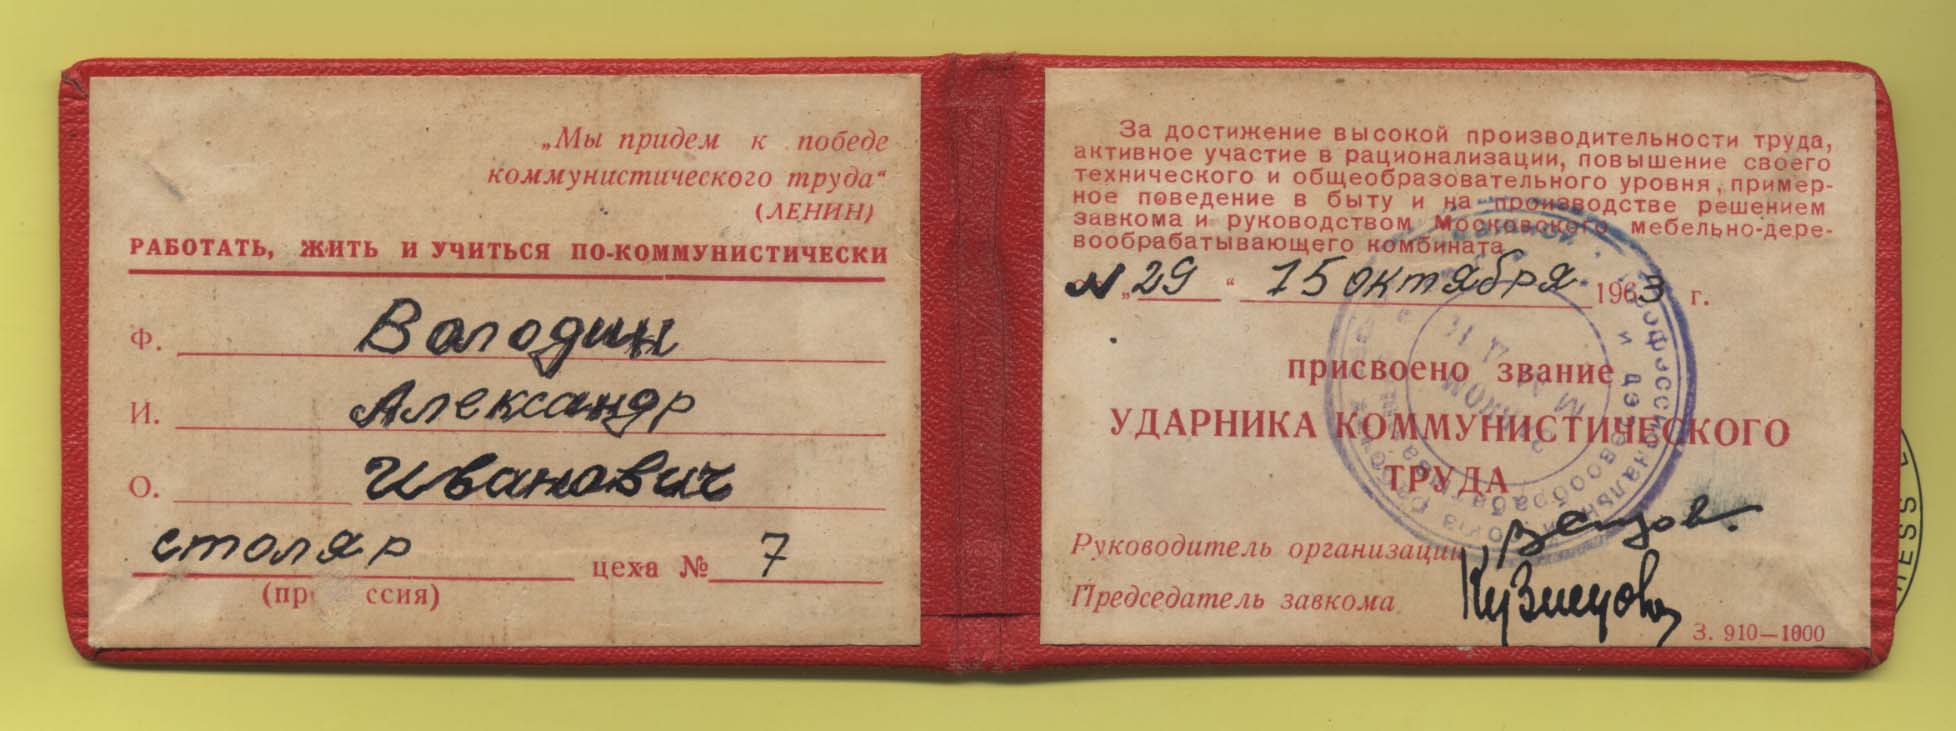 „Мы придем к победе
коммунистического труда“
(ЛЕНИН)
РАБОТАТЬ, ЖИТЬ И УЧИТЬСЯ ПО-КОММУНИСТИЧЕСКИ
Ф. Володин
И. Александр
О. Иванович
столяр цеха № 7
(пр ссия)
За достижение высокой производительности труда,
активное участие в рационализации, повышение своего
технического и общеобразовательного уровня, пример-
ное поведение в быту и на производстве решением
завкома и руководством Московского мебельно-дере-
вообрабатывающего комбината
N „29“ 15 октября 1963 г.
присвоено звание
УДАРНИКА КОММУНИСТИЧЕСКОГО
ТРУДА
Руководитель организации
Председатель завкома Кузнецова
З. 910—1000